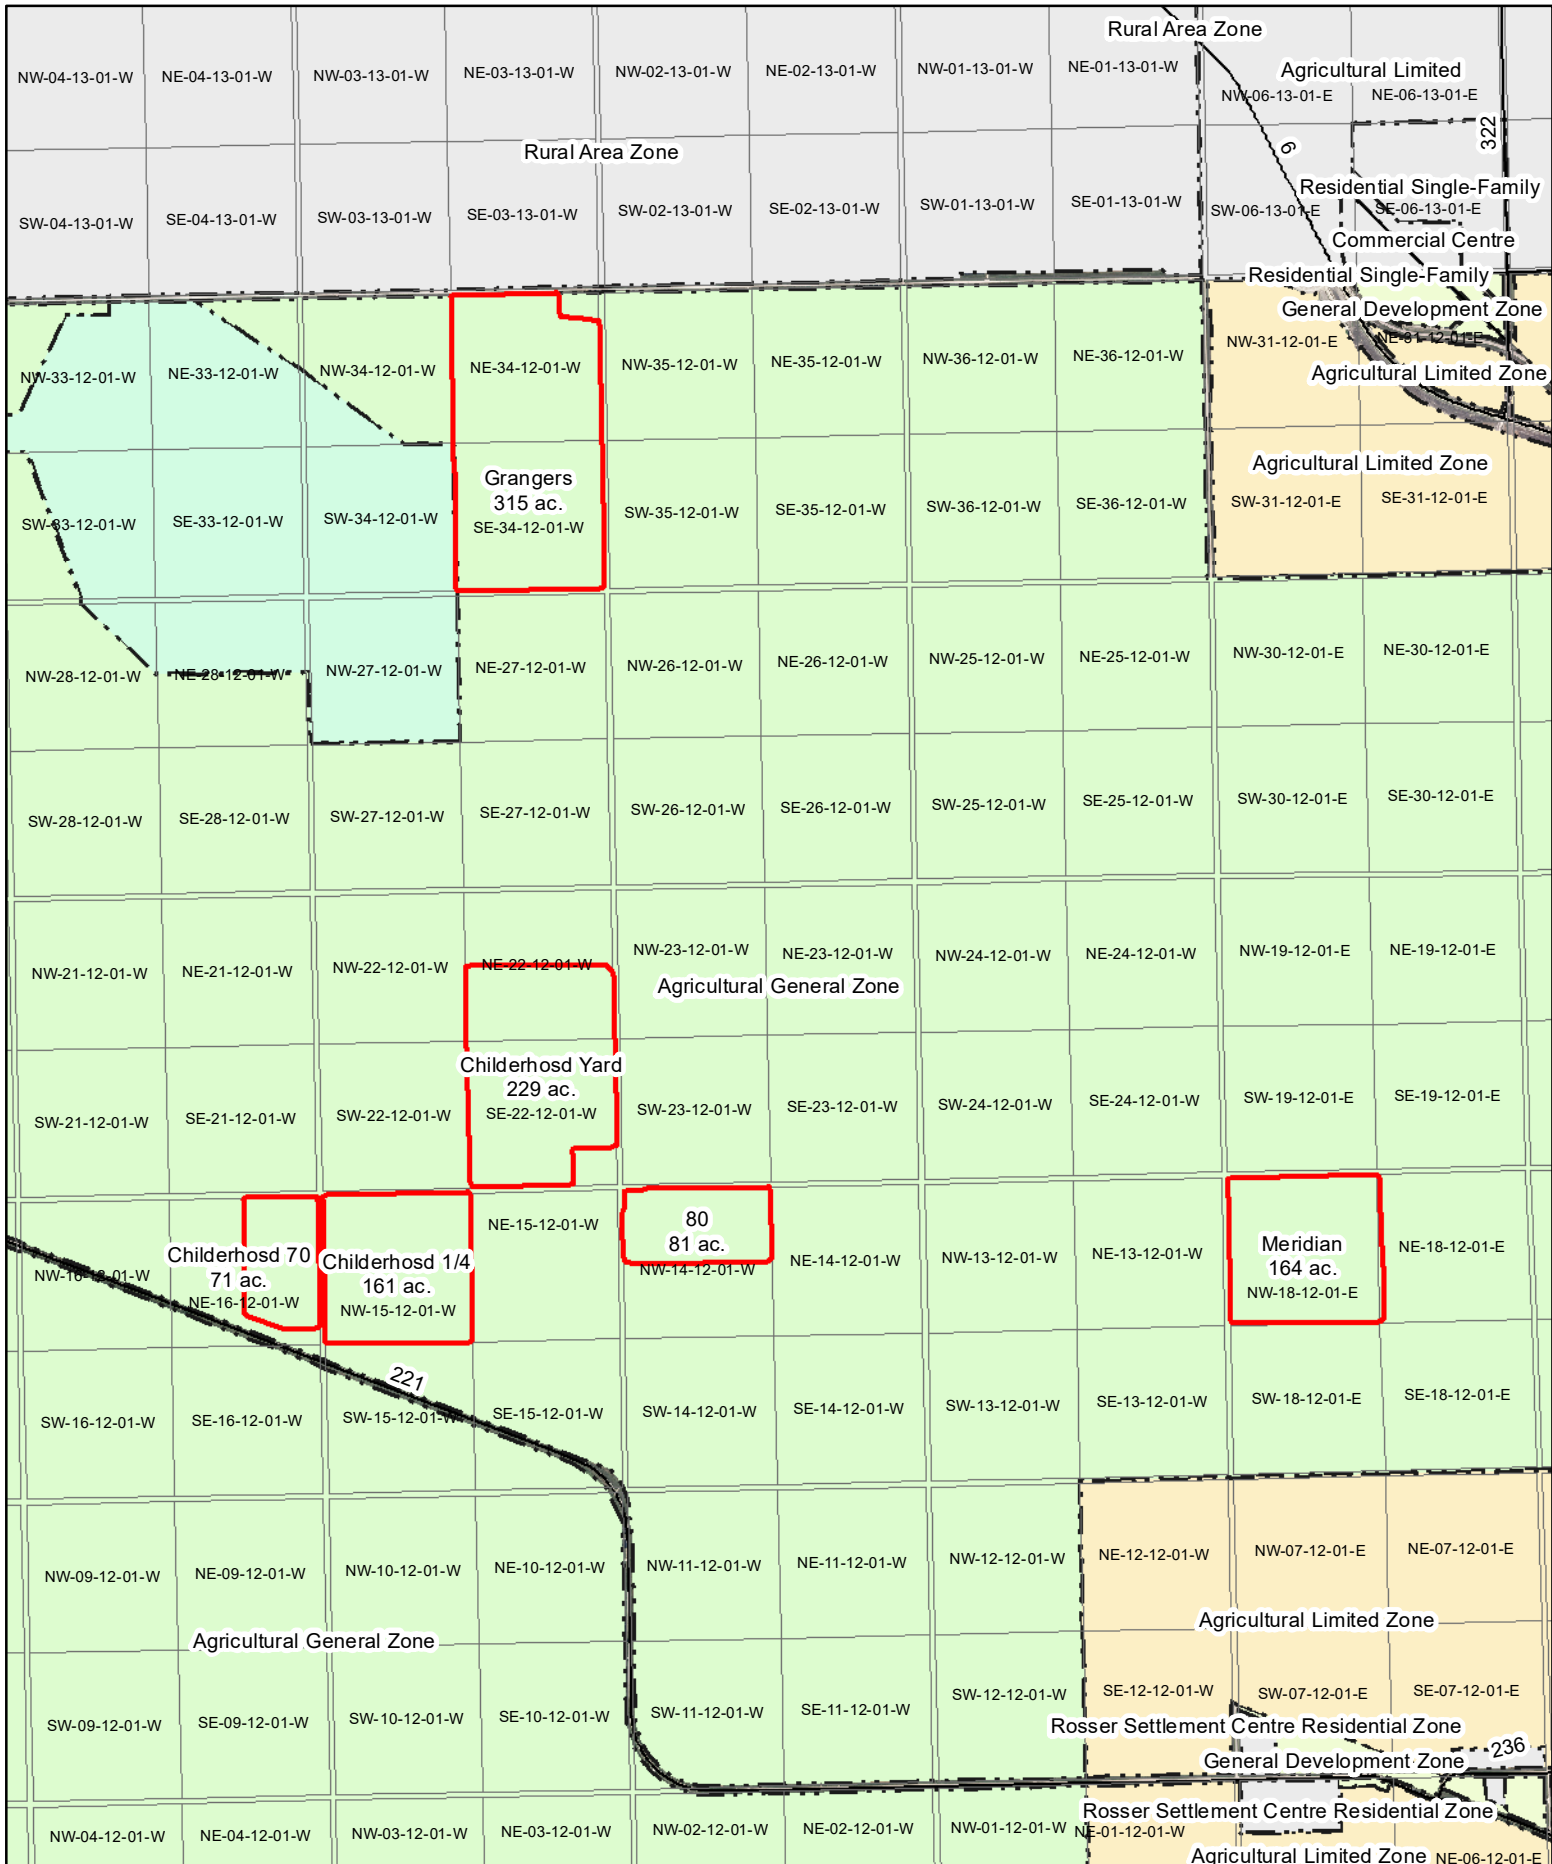 Rural Area Zone
NW-04-13-01-W NE-04-13-01-W NW-03-13-01-W NE-03-13-01-W NW-02-13-01-W NE-02-13-01-W NW-01-13-01-W NE-01-13-01-W Agricultural Limited
NW-06-13-01-E NE-06-13-01-E
322
6
Rural Area Zone
Residential Single-Family
SW-04-13-01-W SE-04-13-01-W SW-03-13-01-W SE-03-13-01-W SW-02-13-01-W SE-02-13-01-W SW-01-13-01-W SE-01-13-01-W SW-06-13-01-E SE-06-13-01-E
Commercial Centre
Residential Single-Family
General Development Zone
NW-33-12-01-W NE-33-12-01-W NW-34-12-01-W NE-34-12-01-W NW-35-12-01-W NE-35-12-01-W NW-36-12-01-W NE-36-12-01-W NW-31-12-01-E NE-31-12-01-E
Agricultural Limited Zone
Agricultural Limited Zone
Grangers
315 ac.
SW-33-12-01-W SE-33-12-01-W SW-34-12-01-W SE-34-12-01-W SW-35-12-01-W SE-35-12-01-W SW-36-12-01-W SE-36-12-01-W SW-31-12-01-E SE-31-12-01-E
NW-28-12-01-W NE-28-12-01-W NW-27-12-01-W NE-27-12-01-W NW-26-12-01-W NE-26-12-01-W NW-25-12-01-W NE-25-12-01-W NW-30-12-01-E NE-30-12-01-E
SW-28-12-01-W SE-28-12-01-W SW-27-12-01-W SE-27-12-01-W SW-26-12-01-W SE-26-12-01-W SW-25-12-01-W SE-25-12-01-W SW-30-12-01-E SE-30-12-01-E
NW-21-12-01-W NE-21-12-01-W NW-22-12-01-W NE-22-12-01-W NW-23-12-01-W NE-23-12-01-W NW-24-12-01-W NE-24-12-01-W NW-19-12-01-E NE-19-12-01-E
Agricultural General Zone
Childerhosd Yard
229 ac.
SW-21-12-01-W SE-21-12-01-W SW-22-12-01-W SE-22-12-01-W SW-23-12-01-W SE-23-12-01-W SW-24-12-01-W SE-24-12-01-W SW-19-12-01-E SE-19-12-01-E
80
81 ac.
Meridian
164 ac.
Childerhosd 70
71 ac.
Childerhosd 1/4
161 ac.
NW-16-12-01-W NE-16-12-01-W NW-15-12-01-W NE-15-12-01-W NW-14-12-01-W NE-14-12-01-W NW-13-12-01-W NE-13-12-01-W NW-18-12-01-E NE-18-12-01-E
221
SW-16-12-01-W SE-16-12-01-W SW-15-12-01-W SE-15-12-01-W SW-14-12-01-W SE-14-12-01-W SW-13-12-01-W SE-13-12-01-W SW-18-12-01-E SE-18-12-01-E
NW-09-12-01-W NE-09-12-01-W NW-10-12-01-W NE-10-12-01-W NW-11-12-01-W NE-11-12-01-W NW-12-12-01-W NE-12-12-01-W NW-07-12-01-E NE-07-12-01-E
Agricultural General Zone
Agricultural Limited Zone
SW-09-12-01-W SE-09-12-01-W SW-10-12-01-W SE-10-12-01-W SW-11-12-01-W SE-11-12-01-W SW-12-12-01-W SE-12-12-01-W SW-07-12-01-E SE-07-12-01-E
Rosser Settlement Centre Residential Zone
General Development Zone
236
Rosser Settlement Centre Residential Zone
NW-04-12-01-W NE-04-12-01-W NW-03-12-01-W NE-03-12-01-W NW-02-12-01-W NE-02-12-01-W NW-01-12-01-W NE-01-12-01-W
Agricultural Limited Zone NE-06-12-01-E